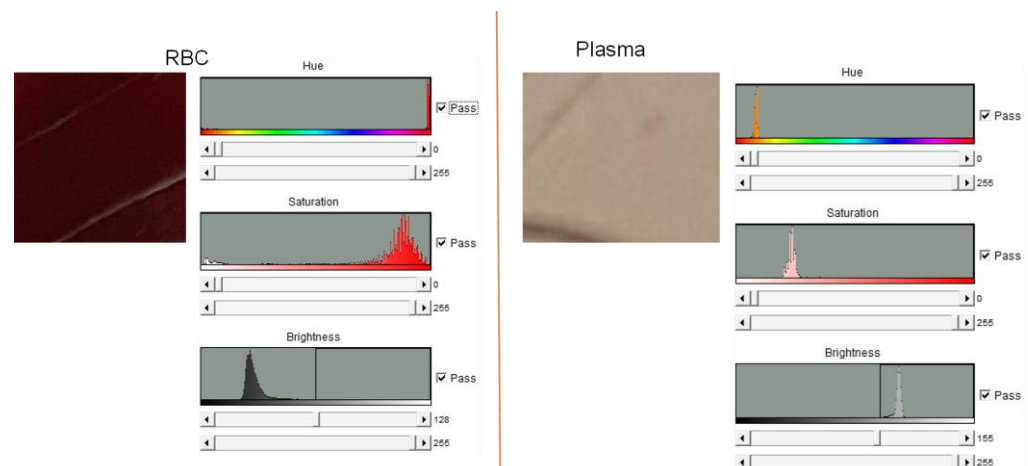 RBC
Hue
Pass
0
255
Saturation
Pass
0
255
Brightness
Pass
128
255
Plasma
Hue
Pass
0
255
Saturation
Pass
0
255
Brightness
Pass
155
255